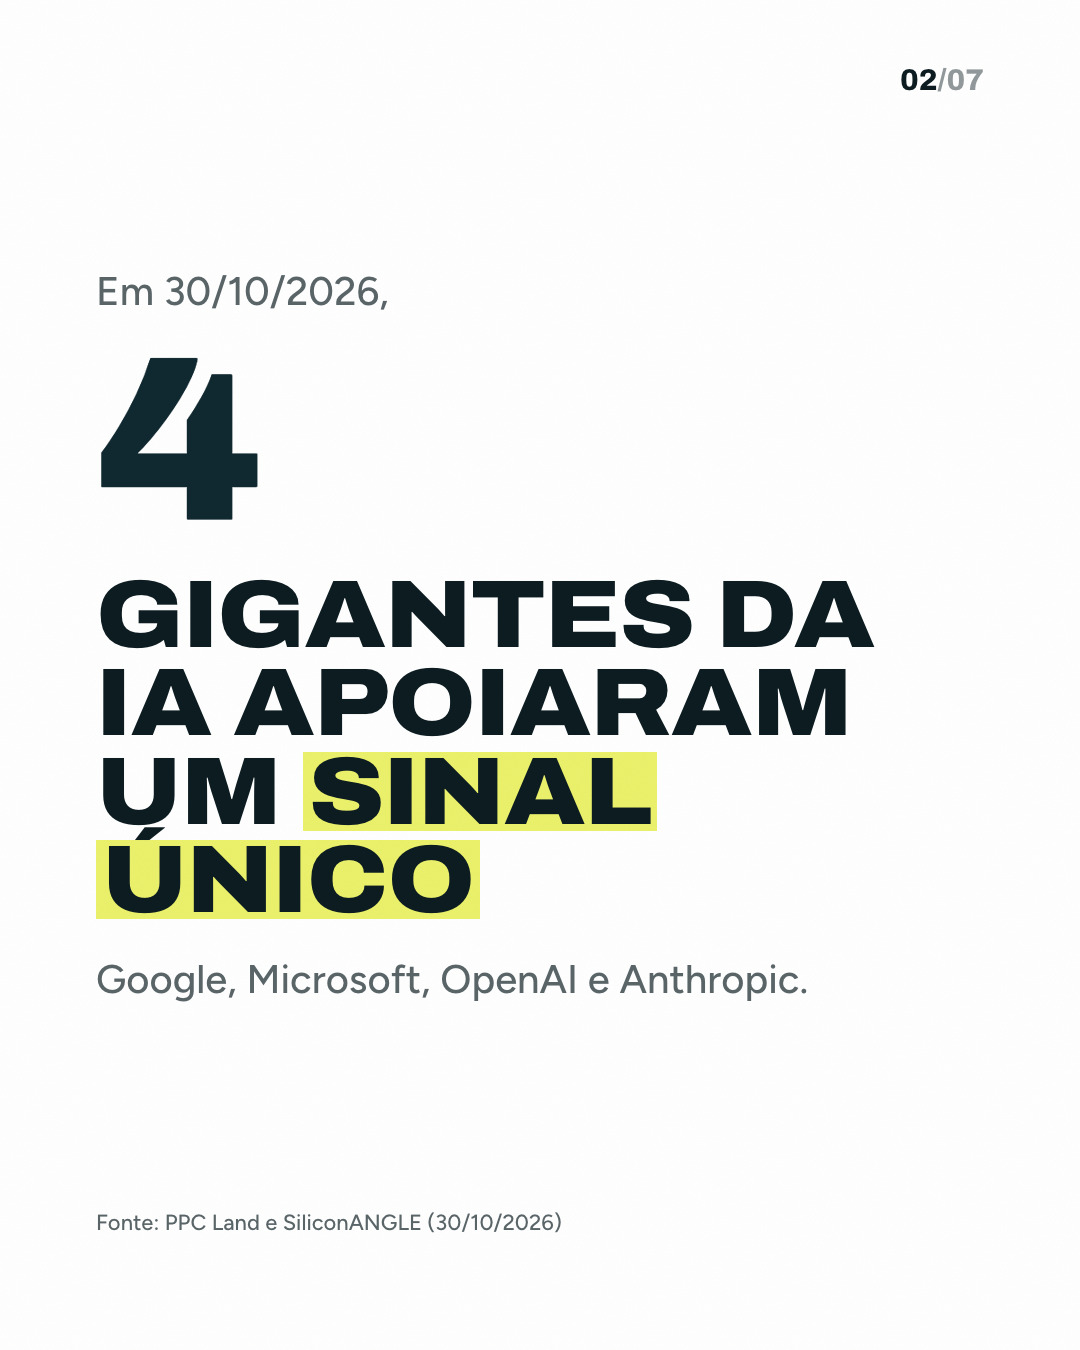 02/07
Em 30/10/2026,
4
GIGANTES DA
IA APOIARAM
UM SINAL
ÚNICO
Google, Microsoft, OpenAI e Anthropic.
Fonte: PPC Land e SiliconANGLE (30/10/2026)